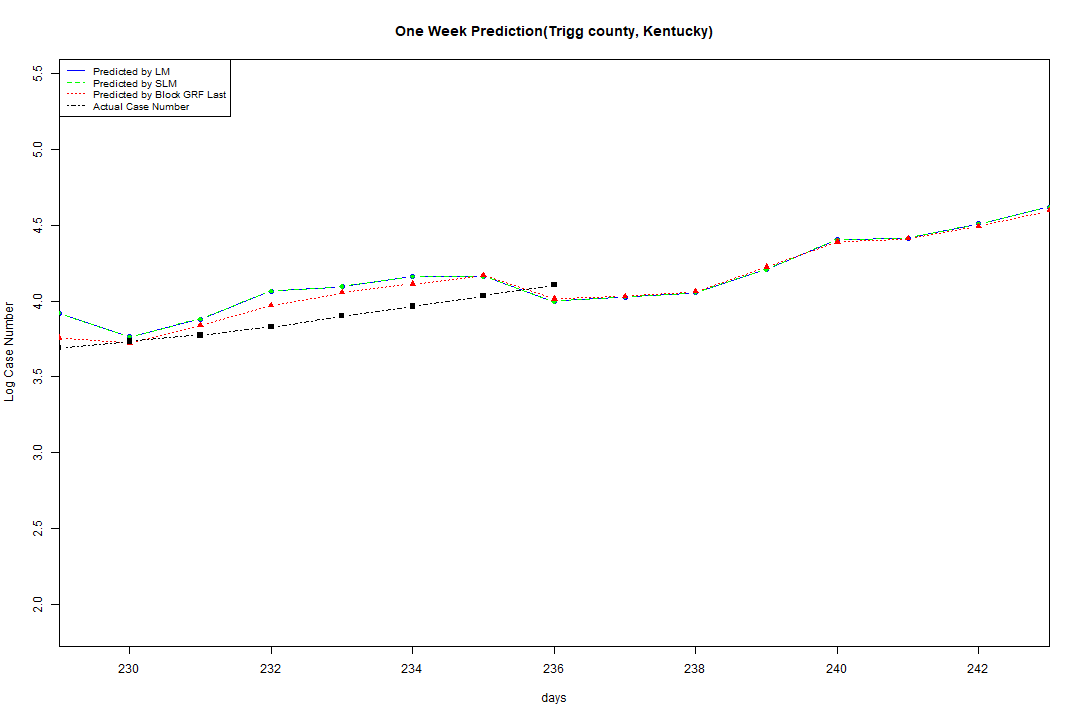 One Week Prediction(Trigg county, Kentucky)
Predicted by LM
Predicted by SLM
Predicted by Block GRF Last
Actual Case Number
5.5
5.0
4.5
4.0
3.5
3.0
2.5
2.0
Log Case Number
230 232 234 236 238 240 242
days